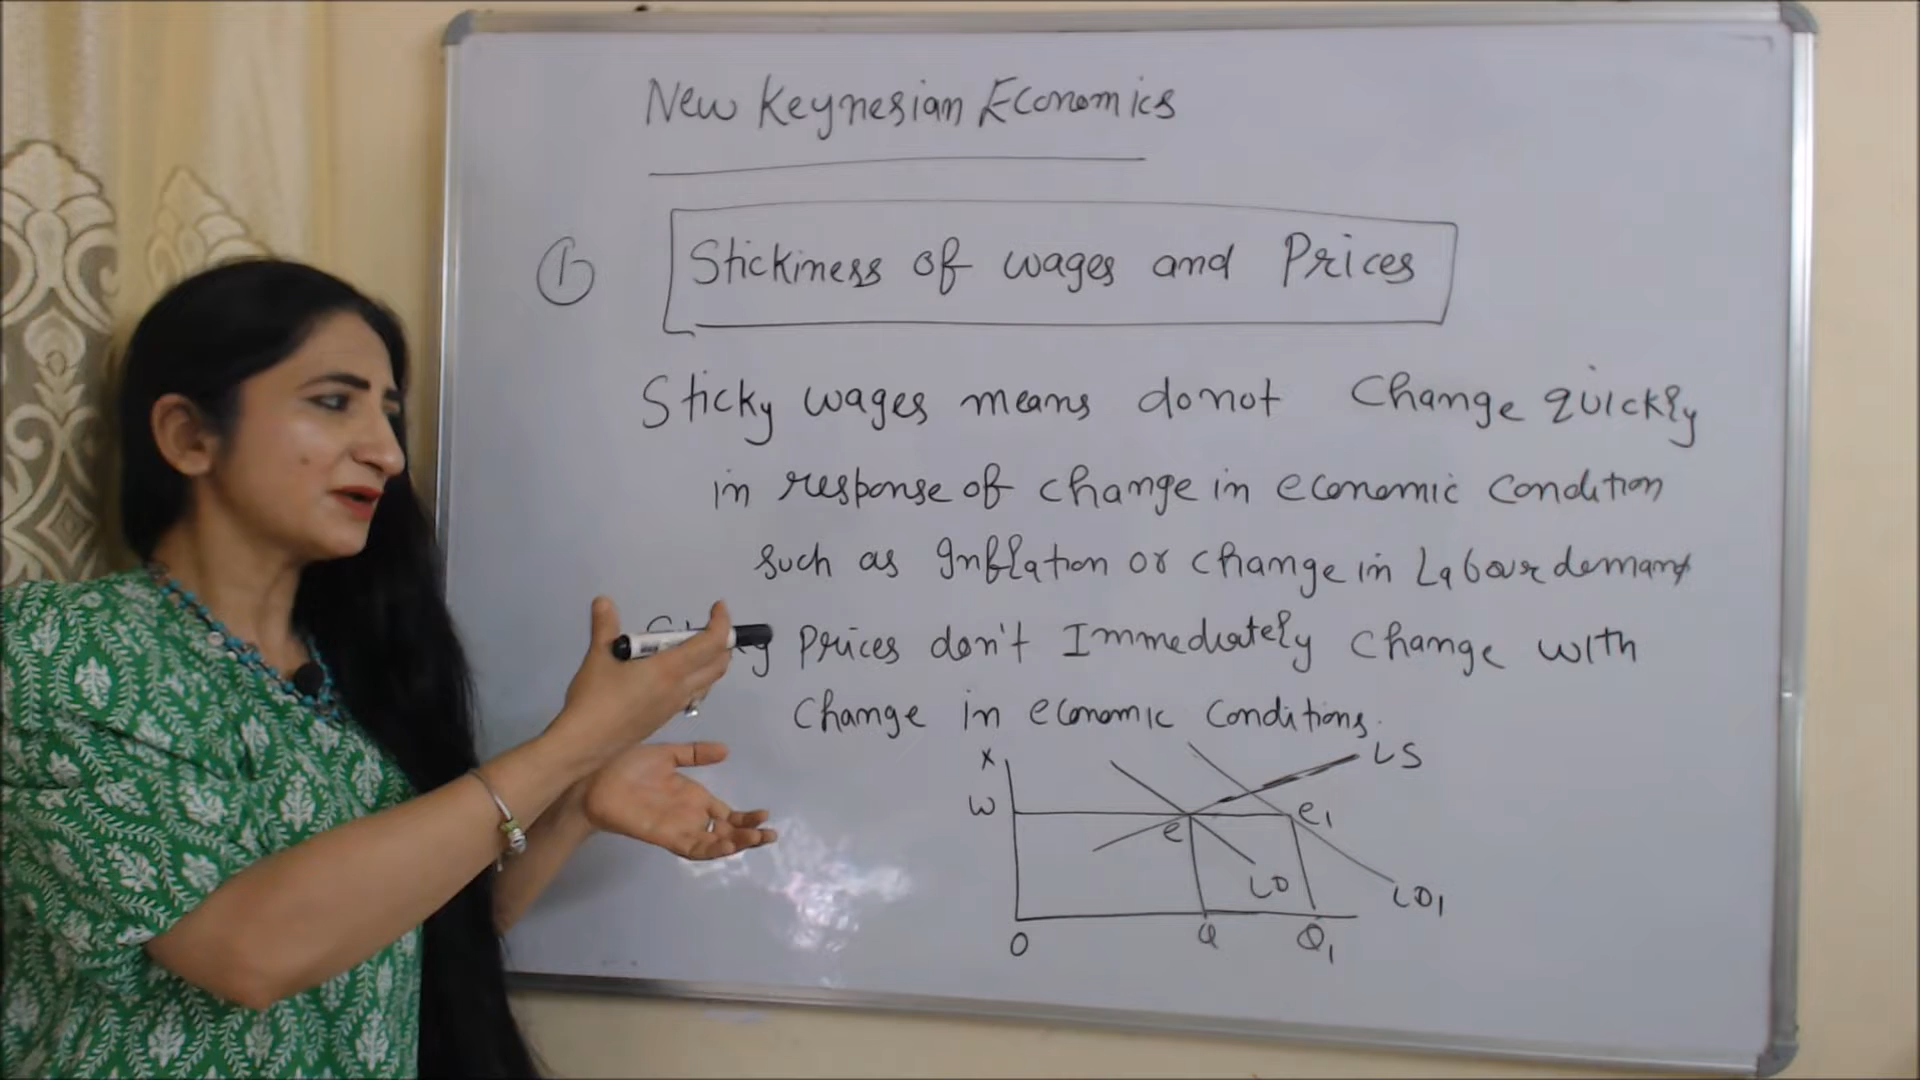 New Keynesian Economics
1 Stickiness of wages and Prices
Sticky wages means donot Change quickly
in response of change in economic condition
such as Inflation or change in Labour demand
Prices don't Immediately change with
Change in economic Conditions.
x
LS
W
e
e1
LD
LD1
O
Q
Q1